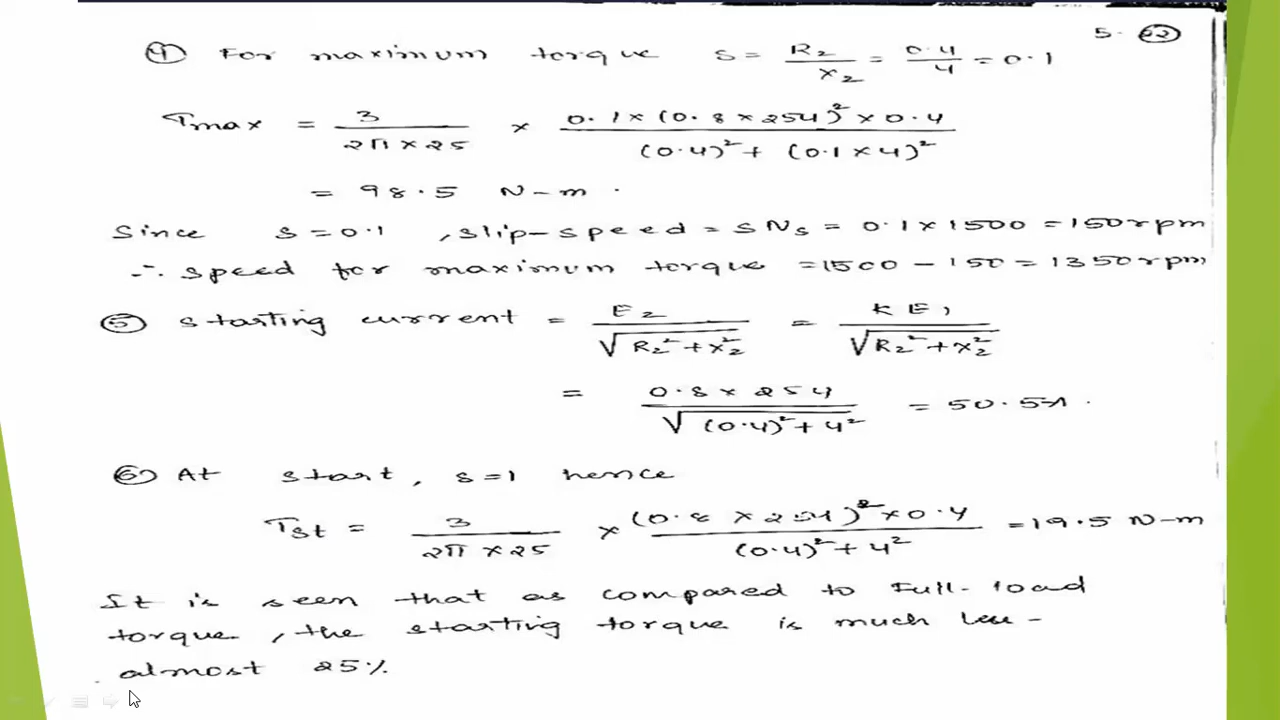 5. 22
④ For maximum torque S = R₂/X₂ = 0.4/4 = 0.1
Tmax = 3/(2π × 25) × (0.1 × (0.8 × 254)² × 0.4)/((0.4)² + (0.1 × 4)²)
= 98.5 N-m.
Since S = 0.1, slip-speed = S Ns = 0.1 × 1500 = 150 rpm
∴ speed for maximum torque = 1500 - 150 = 1350 rpm
⑤ starting current = E₂/√(R₂² + X₂²) = K E₁/√(R₂² + X₂²)
= (0.8 × 254)/√((0.4)² + 4²) = 50.5A.
⑥ At start, s = 1 hence
Tst = 3/(2π × 25) × ((0.8 × 254)² × 0.4)/((0.4)² + 4²) = 19.5 N-m
It is seen that as compared to Full-load
torque, the starting torque is much less -
almost 25%